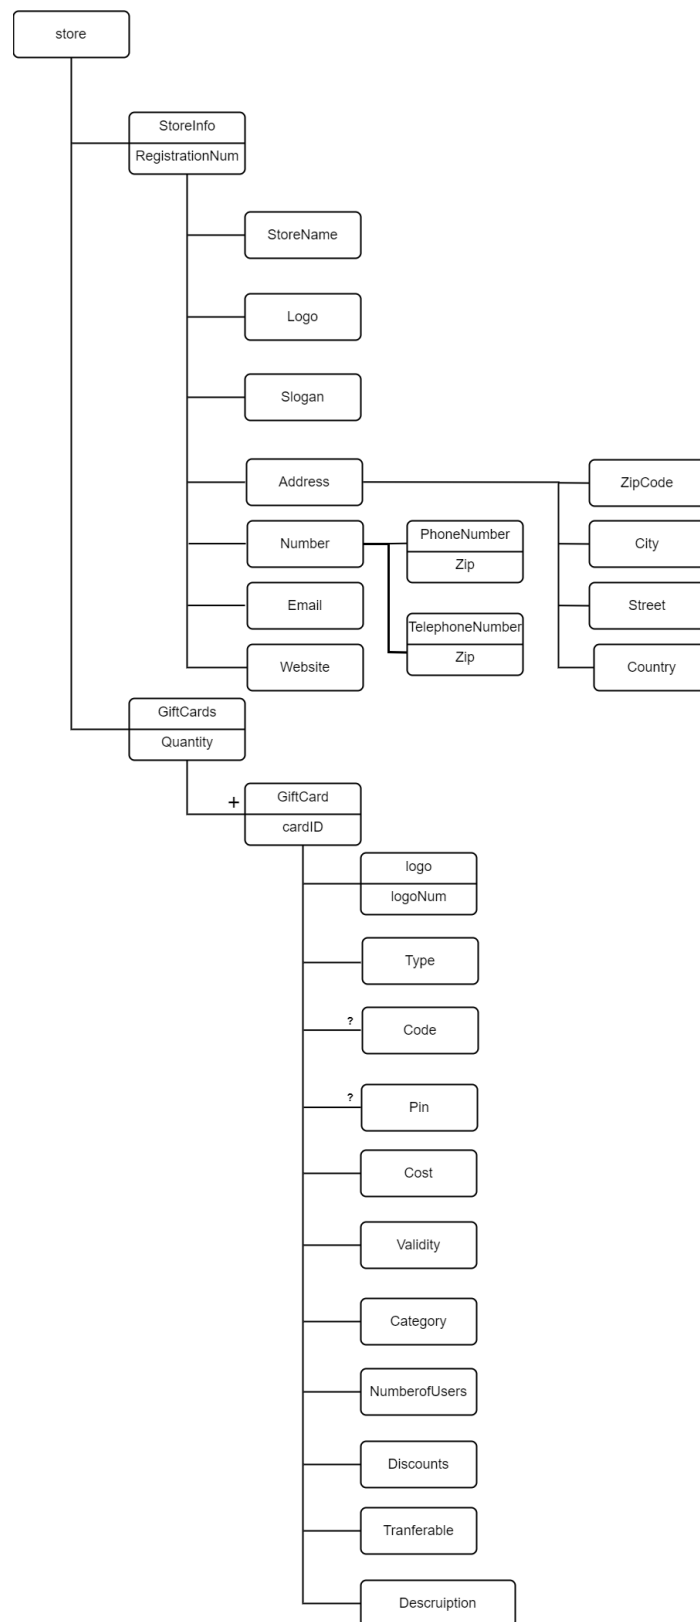 store
StoreInfo
RegistrationNum
StoreName
Logo
Slogan
Address
ZipCode
Number
PhoneNumber
Zip
City
Email
TelephoneNumber
Zip
Street
Website
Country
GiftCards
Quantity
+
GiftCard
cardID
logo
logoNum
Type
?
Code
?
Pin
Cost
Validity
Category
NumberofUsers
Discounts
Tranferable
Descruiption